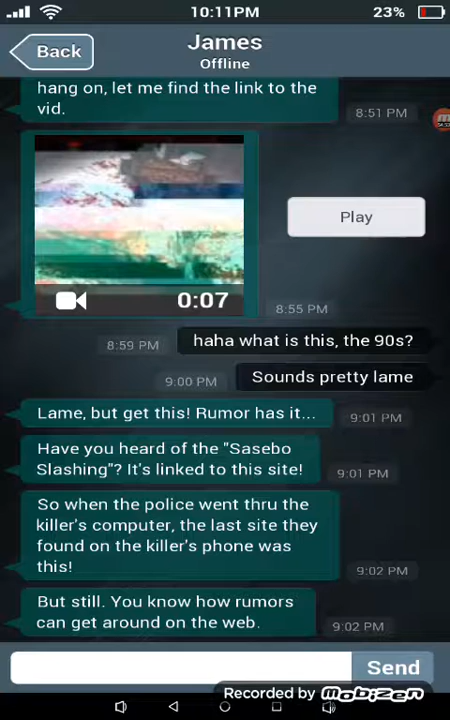 10:11PM
23%
Back
James
Offline
hang on, let me find the link to the
vid.
8:51 PM
Play
0:07
8:55 PM
haha what is this, the 90s?
8:59 PM
Sounds pretty lame
9:00 PM
Lame, but get this! Rumor has it...
9:01 PM
Have you heard of the "Sasebo
Slashing"? It's linked to this site!
9:01 PM
So when the police went thru the
killer's computer, the last site they
found on the killer's phone was
this!
9:02 PM
But still. You know how rumors
can get around on the web.
9:02 PM
Send
Recorded by mobizen